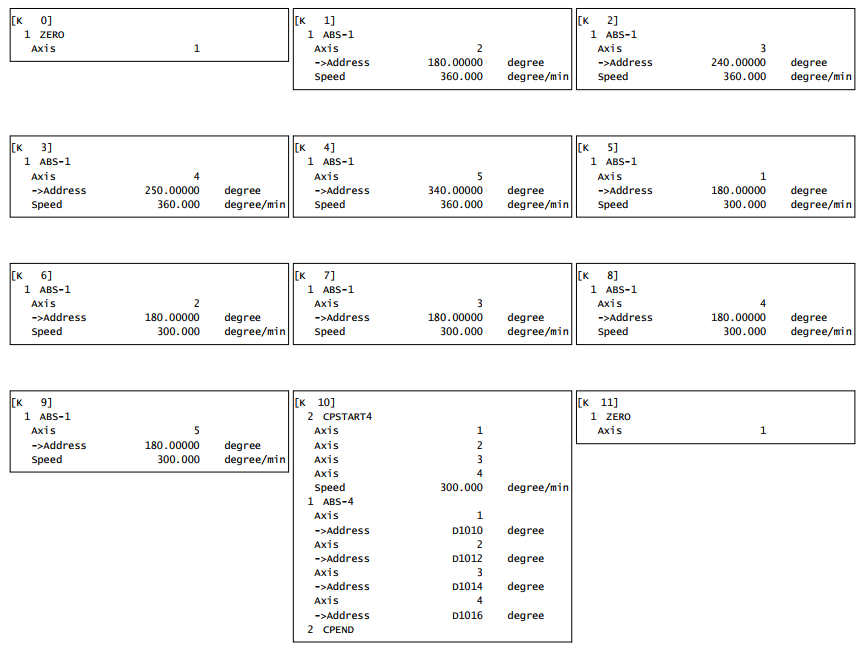 [K 0]
1 ZERO
Axis 1
[K 1]
1 ABS-1
Axis 2
->Address 180.00000 degree
Speed 360.000 degree/min
[K 2]
1 ABS-1
Axis 3
->Address 240.00000 degree
Speed 360.000 degree/min
[K 3]
1 ABS-1
Axis 4
->Address 250.00000 degree
Speed 360.000 degree/min
[K 4]
1 ABS-1
Axis 5
->Address 340.00000 degree
Speed 360.000 degree/min
[K 5]
1 ABS-1
Axis 1
->Address 180.00000 degree
Speed 300.000 degree/min
[K 6]
1 ABS-1
Axis 2
->Address 180.00000 degree
Speed 300.000 degree/min
[K 7]
1 ABS-1
Axis 3
->Address 180.00000 degree
Speed 300.000 degree/min
[K 8]
1 ABS-1
Axis 4
->Address 180.00000 degree
Speed 300.000 degree/min
[K 9]
1 ABS-1
Axis 5
->Address 180.00000 degree
Speed 300.000 degree/min
[K 10]
2 CPSTART4
Axis 1
Axis 2
Axis 3
Axis 4
Speed 300.000 degree/min
1 ABS-4
Axis 1
->Address D1010 degree
Axis 2
->Address D1012 degree
Axis 3
->Address D1014 degree
Axis 4
->Address D1016 degree
2 CPEND
[K 11]
1 ZERO
Axis 1